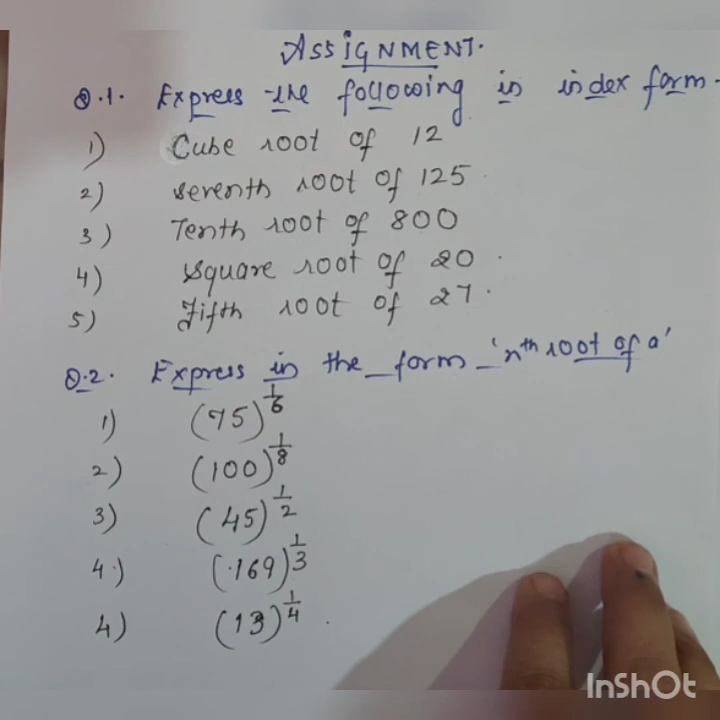 ASSIGNMENT.
Q.1. Express the following in index form.
1) Cube root of 12
2) seventh root of 125
3) Tenth root of 800
4) square root of 20.
5) Fifth root of 27.
Q.2. Express in the form 'nth root of a'
1) (75)^1/6
2) (100)^1/8
3) (45)^1/2
4.) (169)^1/3
4) (13)^1/4.
InShOt